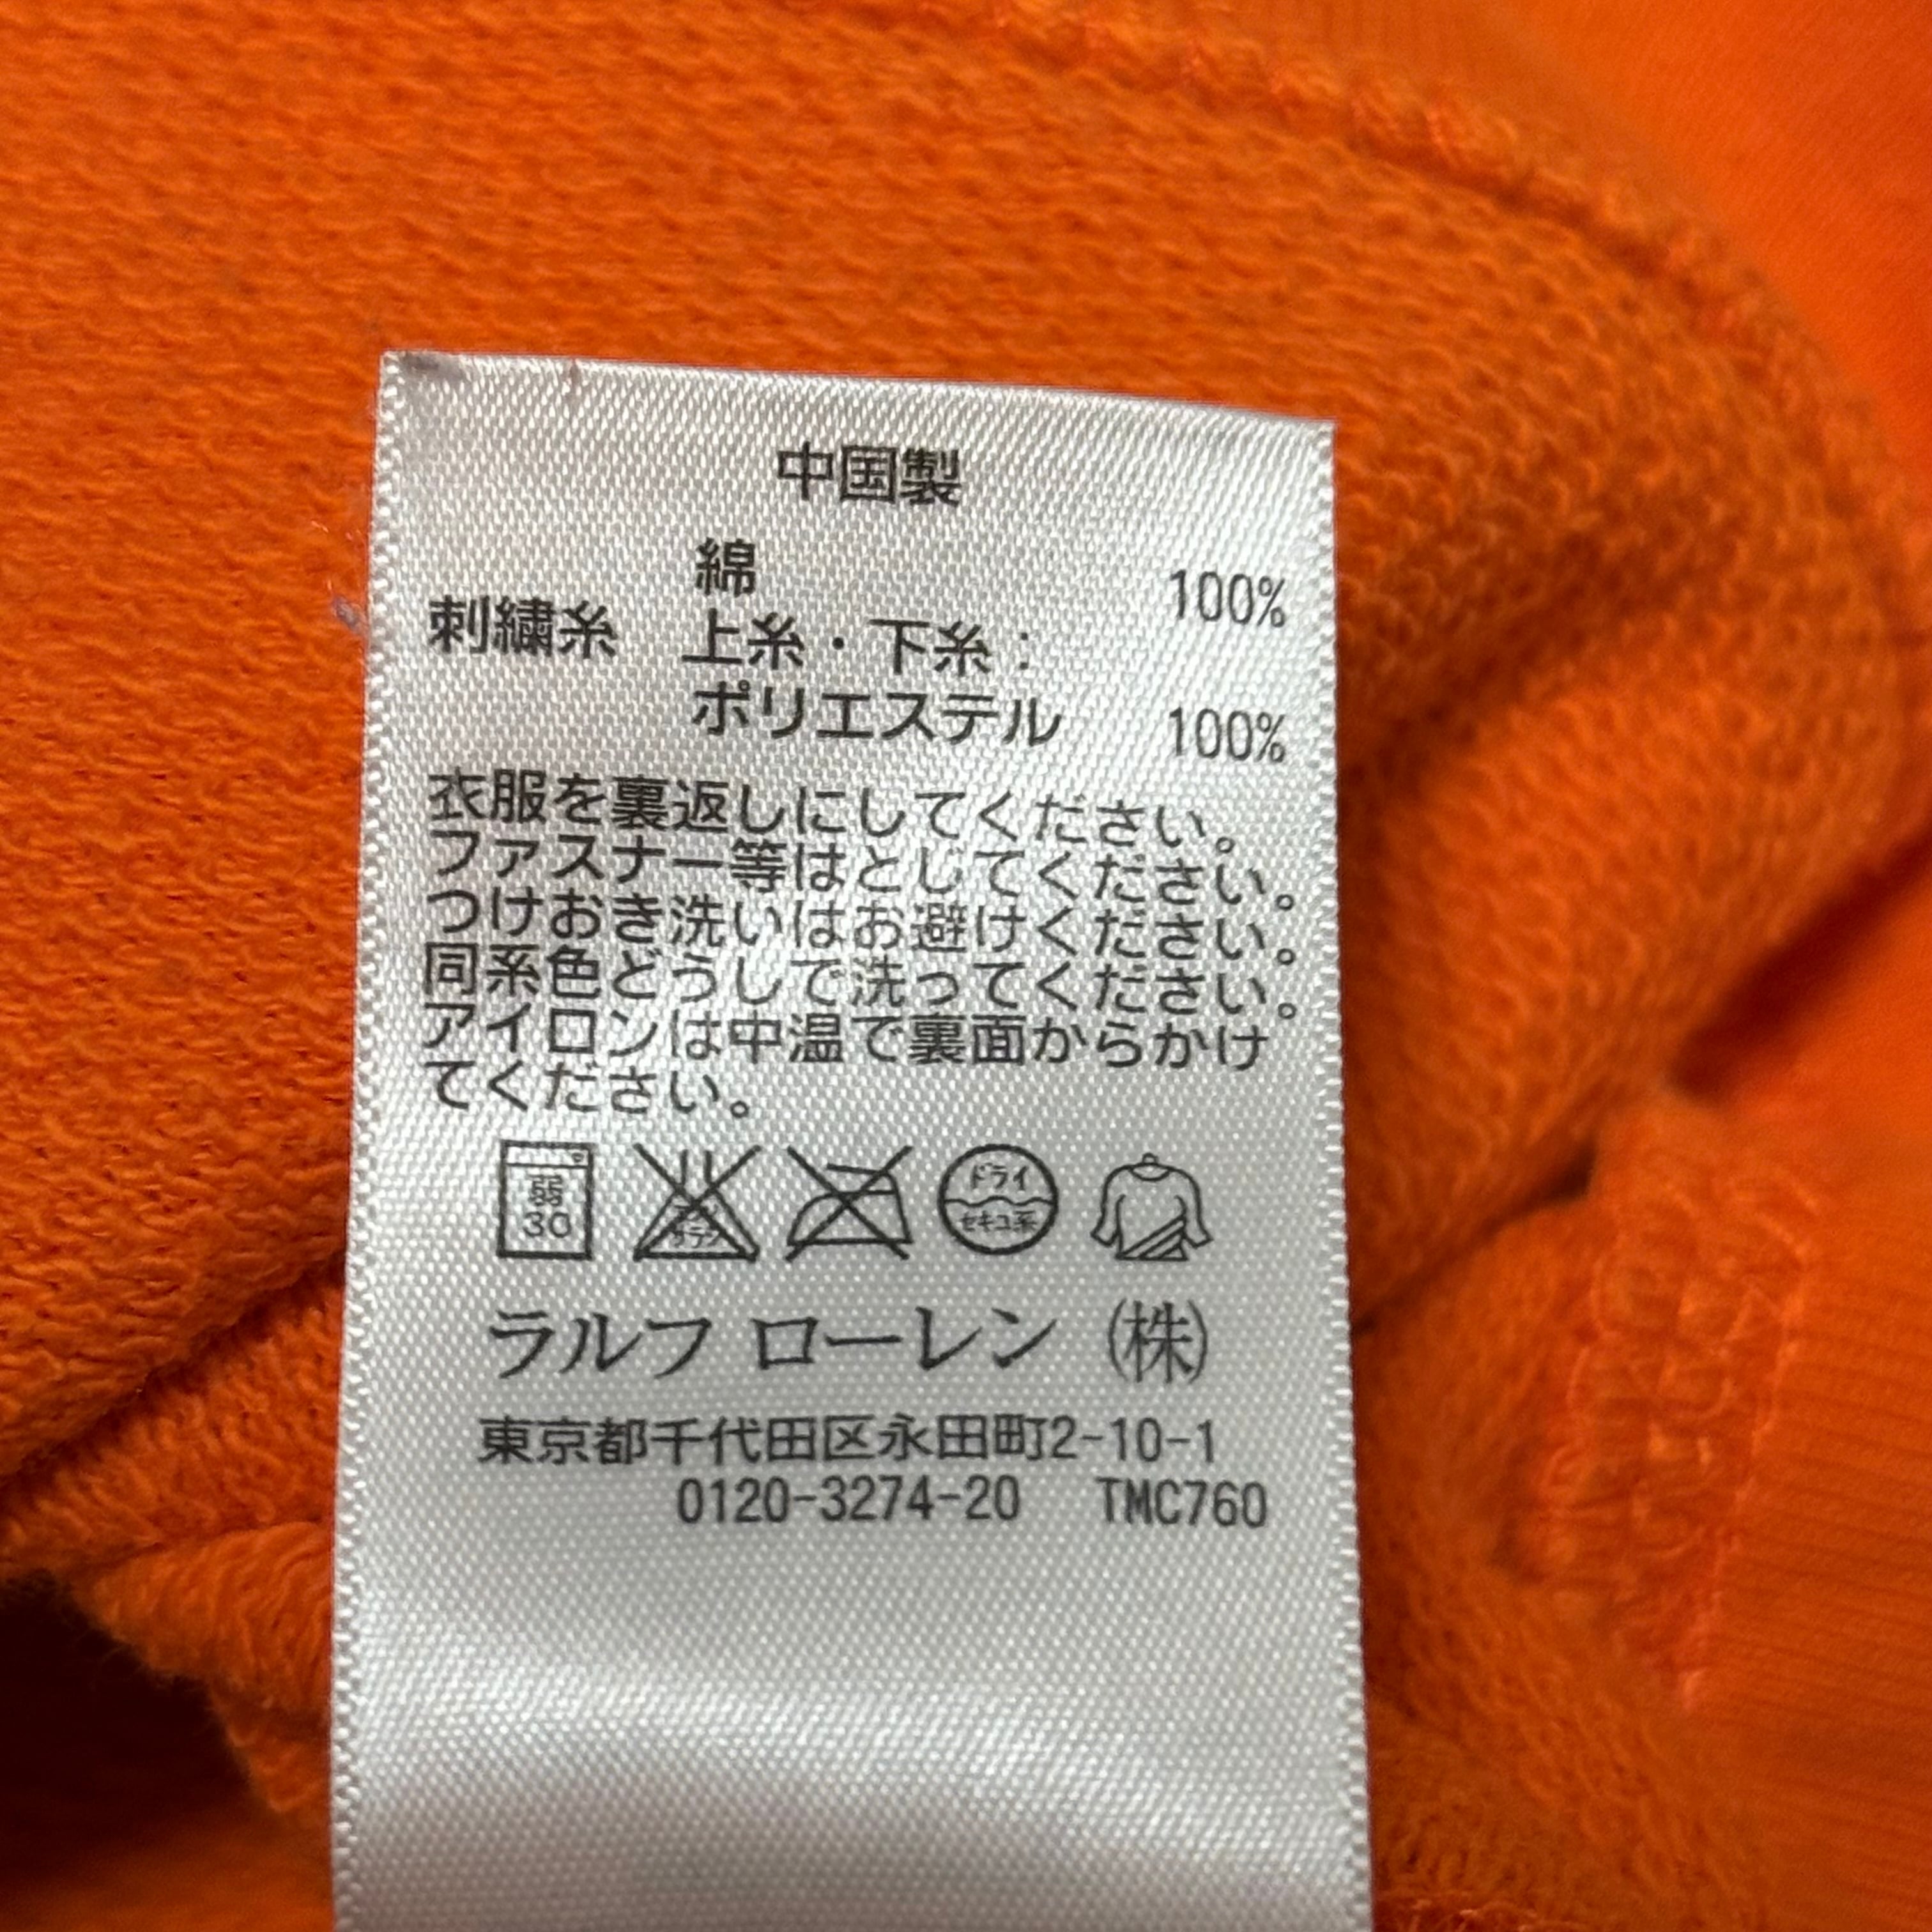 中国製
綿 100%
刺繍糸 上糸・下糸:
ポリエステル 100%
衣服を裏返しにしてください。
ファスナー等はとじてください。
つけおき洗いはお避けください。
同系色どうしで洗ってください。
アイロンは中温で裏面からかけ
てください。
弱
30
ドライ
セキユ系
ラルフ ローレン (株)
東京都千代田区永田町2-10-1
0120-3274-20 TMC760